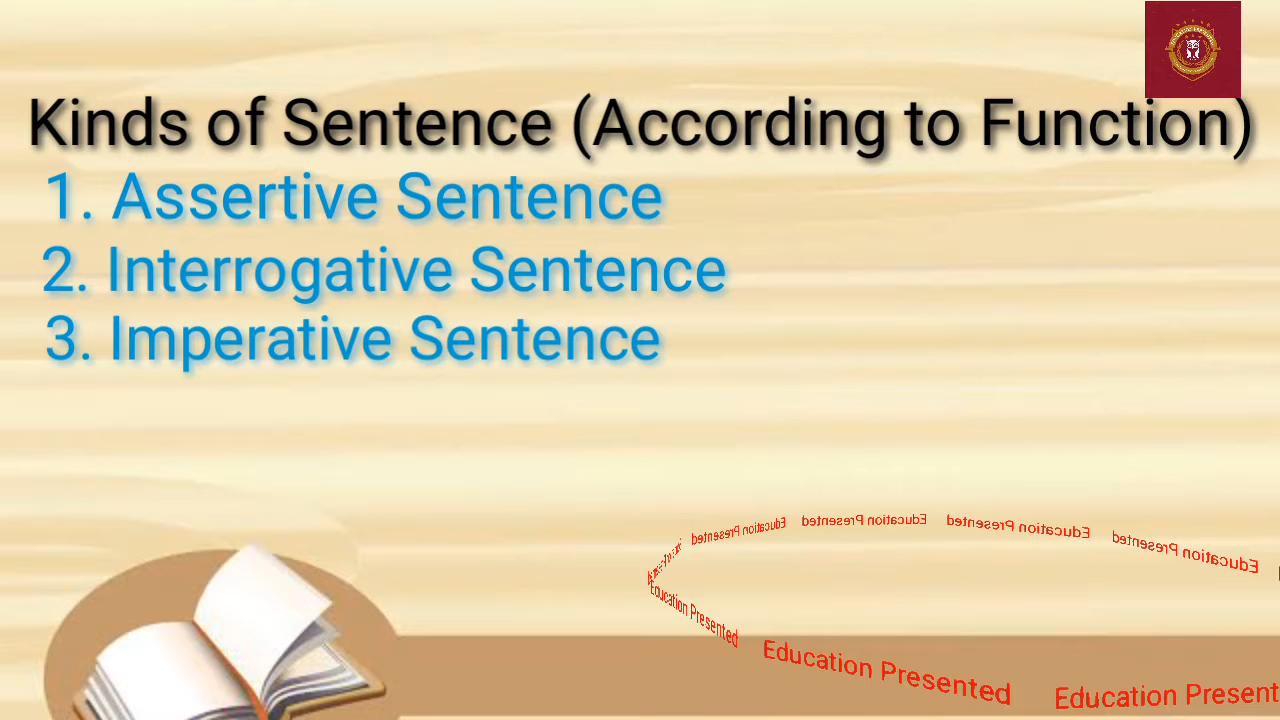 Kinds of Sentence (According to Function)
1. Assertive Sentence
2. Interrogative Sentence
3. Imperative Sentence
Education Presented
Education Presented
Education Presented
Education Presented
Education Presented
Education Presented
Education Present